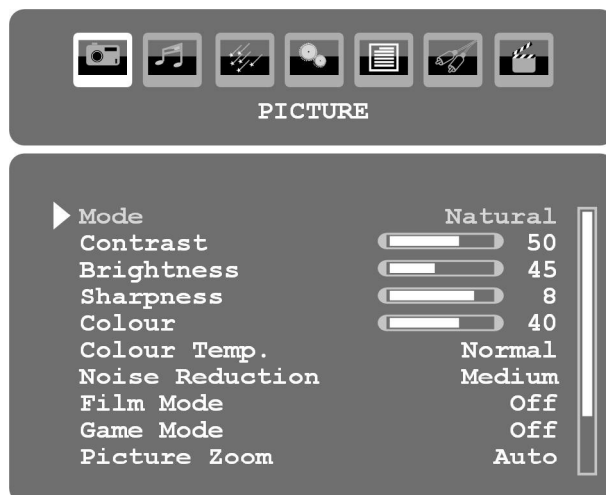 PICTURE
Mode Natural
Contrast 50
Brightness 45
Sharpness 8
Colour 40
Colour Temp. Normal
Noise Reduction Medium
Film Mode Off
Game Mode Off
Picture Zoom Auto